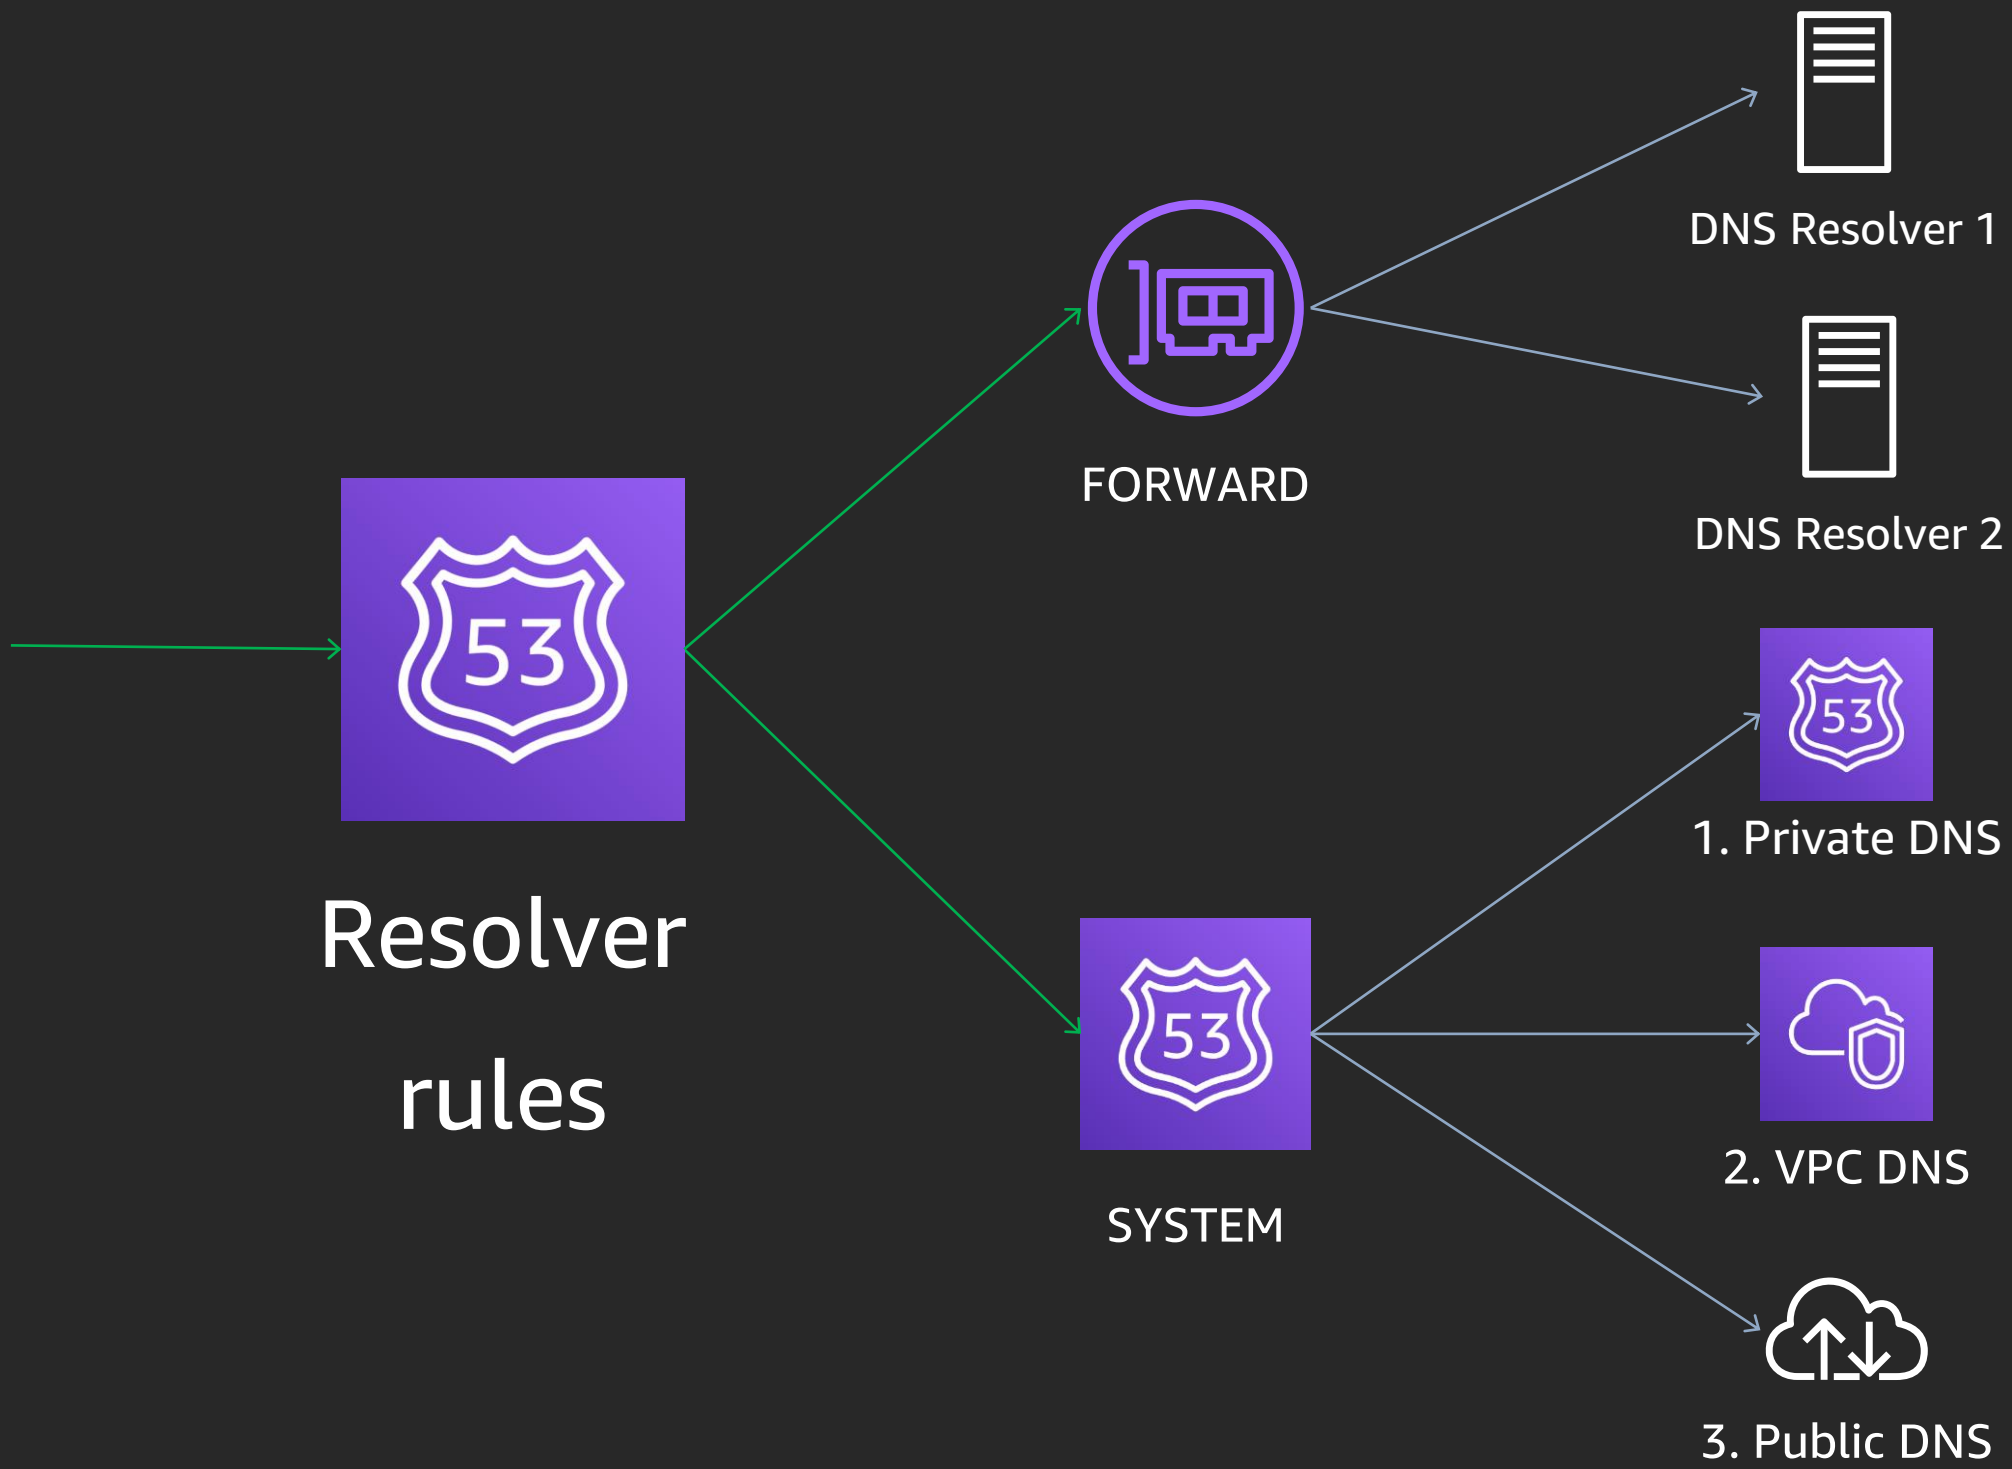 DNS Resolver 1
FORWARD
DNS Resolver 2
53
Resolver
rules
53
1. Private DNS
53
SYSTEM
2. VPC DNS
3. Public DNS